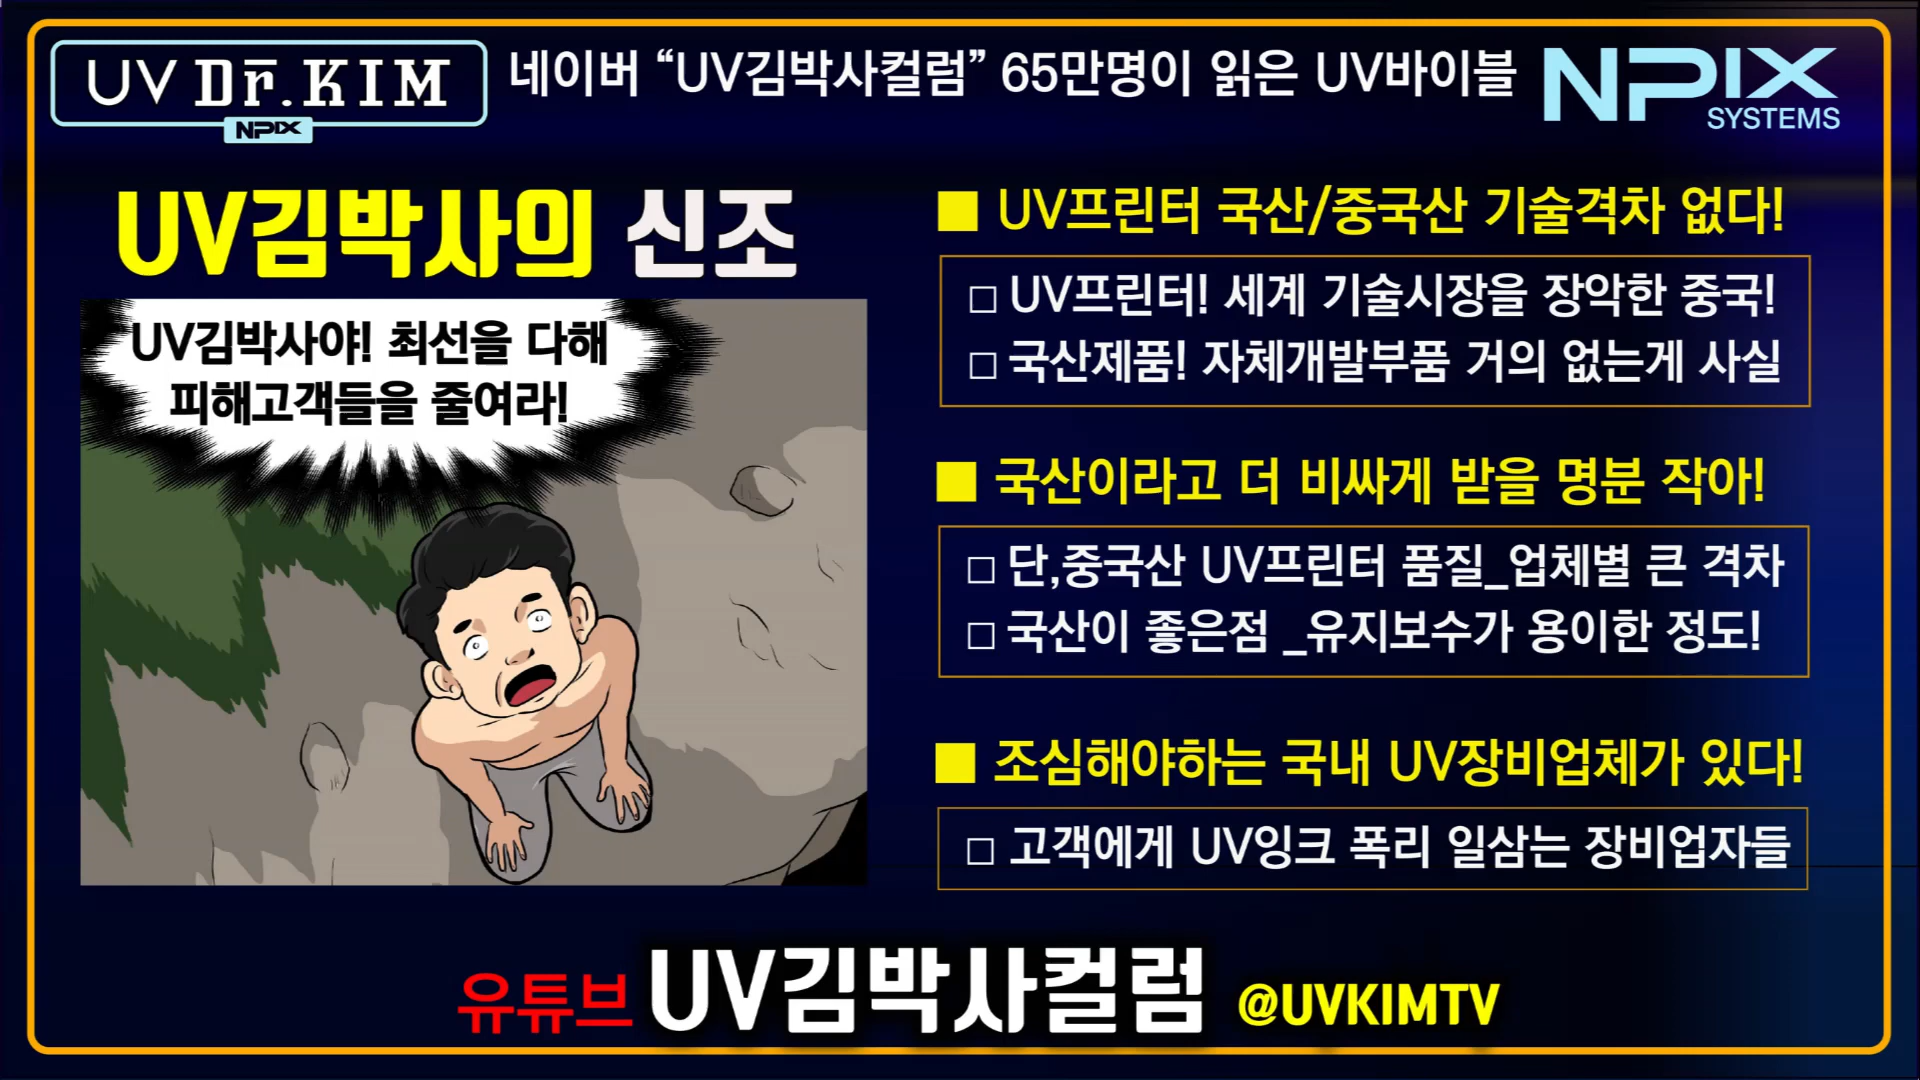 UV Dr.KIM
NPIX
네이버 “UV김박사컬럼” 65만명이 읽은 UV바이블
NPIX
SYSTEMS
UV김박사의 신조
UV김박사야! 최선을 다해
피해고객들을 줄여라!
■ UV프린터 국산/중국산 기술격차 없다!
□ UV프린터! 세계 기술시장을 장악한 중국!
□ 국산제품! 자체개발부품 거의 없는게 사실
■ 국산이라고 더 비싸게 받을 명분 작아!
□ 단,중국산 UV프린터 품질_업체별 큰 격차
□ 국산이 좋은점 _유지보수가 용이한 정도!
■ 조심해야하는 국내 UV장비업체가 있다!
□ 고객에게 UV잉크 폭리 일삼는 장비업자들
유튜브 UV김박사컬럼 @UVKIMTV